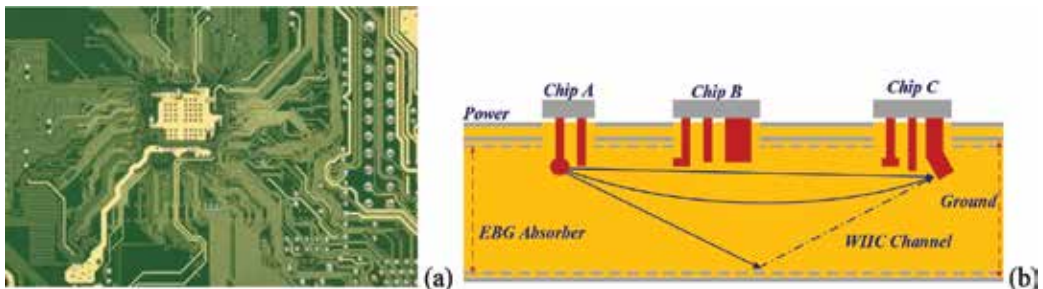 Chip A
Chip B
Chip C
Power
Ground
EBG Absorber
WIIC Channel
(a)
(b)